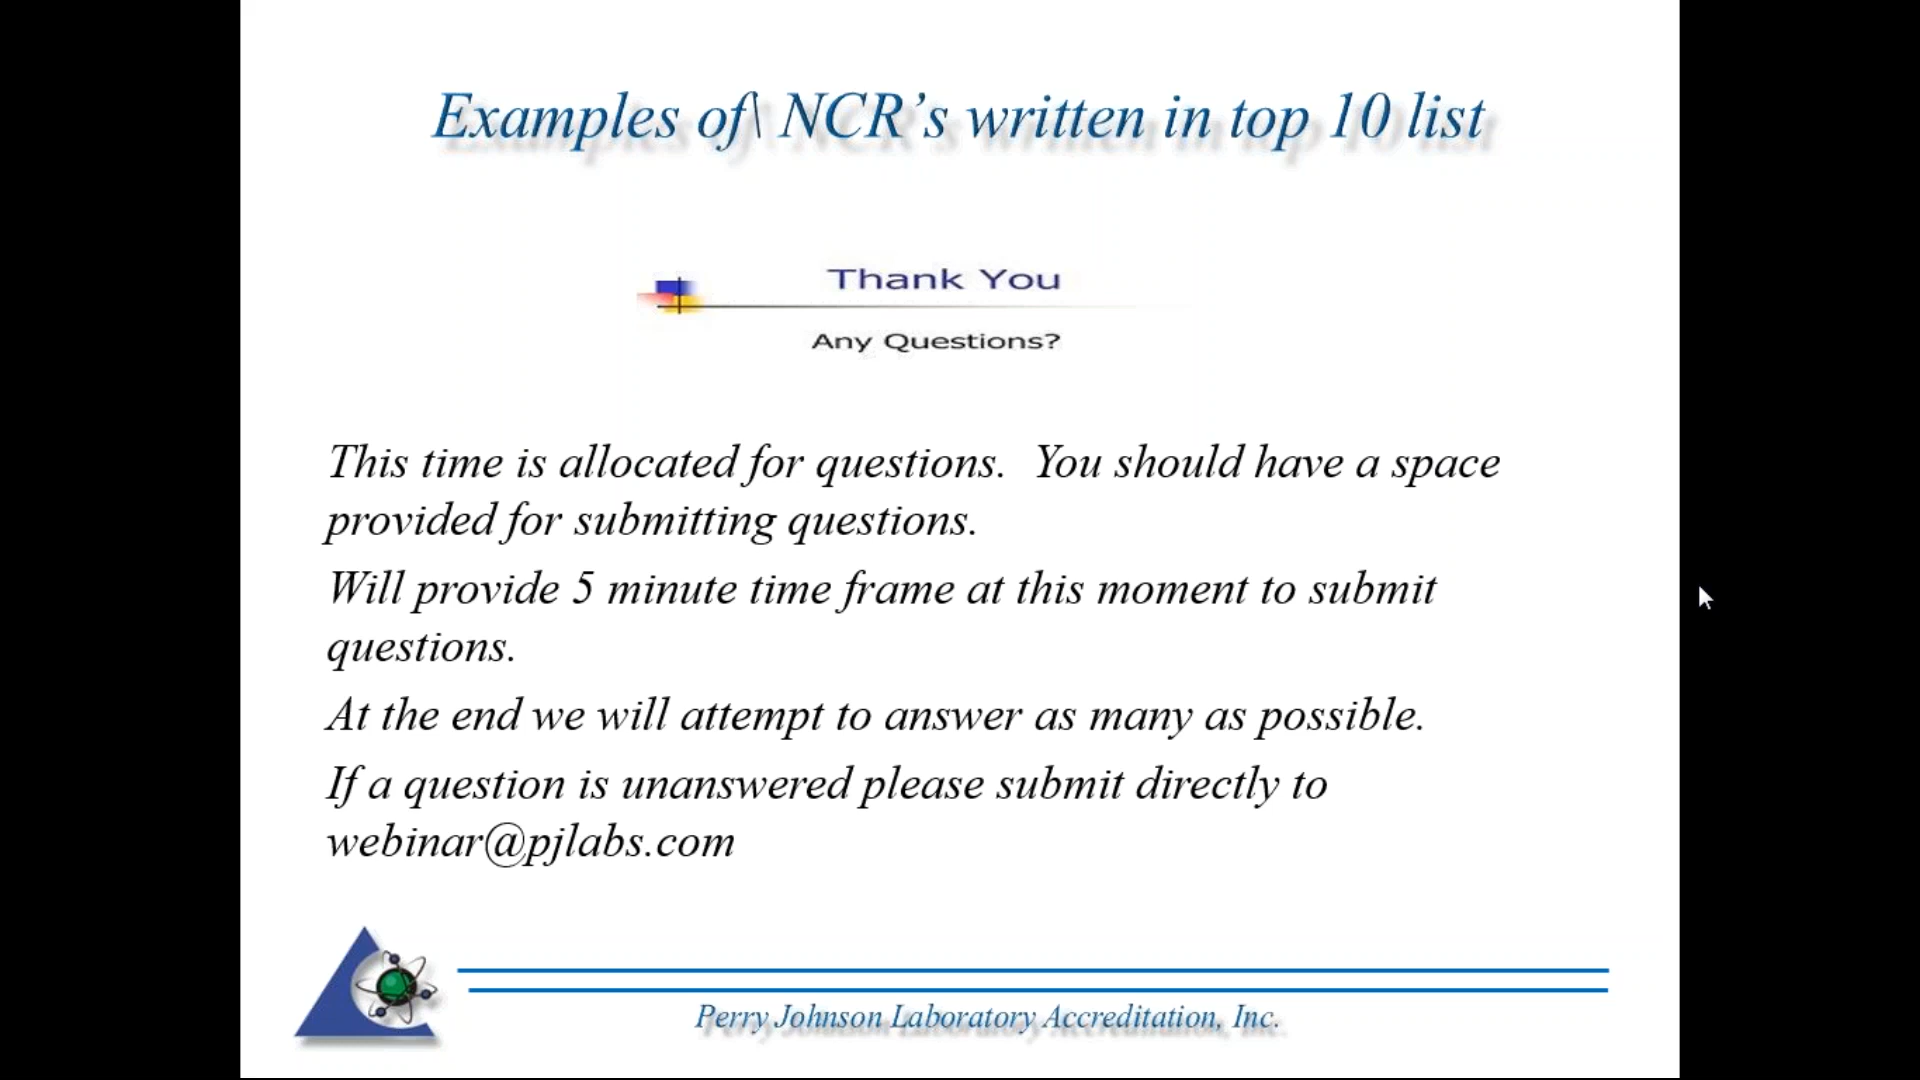 Examples of\ NCR’s written in top 10 list
Thank You
Any Questions?
This time is allocated for questions.  You should have a space
provided for submitting questions.
Will provide 5 minute time frame at this moment to submit
questions.
At the end we will attempt to answer as many as possible.
If a question is unanswered please submit directly to
webinar@pjlabs.com
Perry Johnson Laboratory Accreditation, Inc.